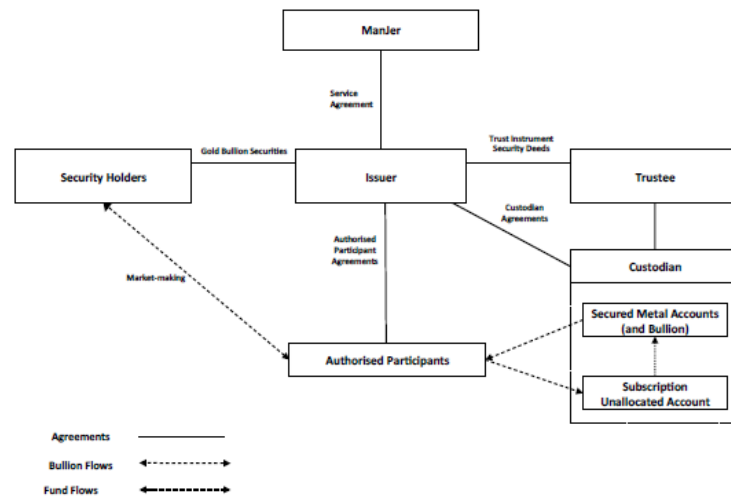 ManJer
Service
Agreement
Trust Instrument
Security Deeds
Gold Bullion Securities
Security Holders
Issuer
Trustee
Custodian
Agreements
Authorised
Participant
Agreements
Custodian
Market-making
Secured Metal Accounts
(and Bullion)
Authorised Participants
Subscription
Unallocated Account
Agreements
Bullion Flows
Fund Flows